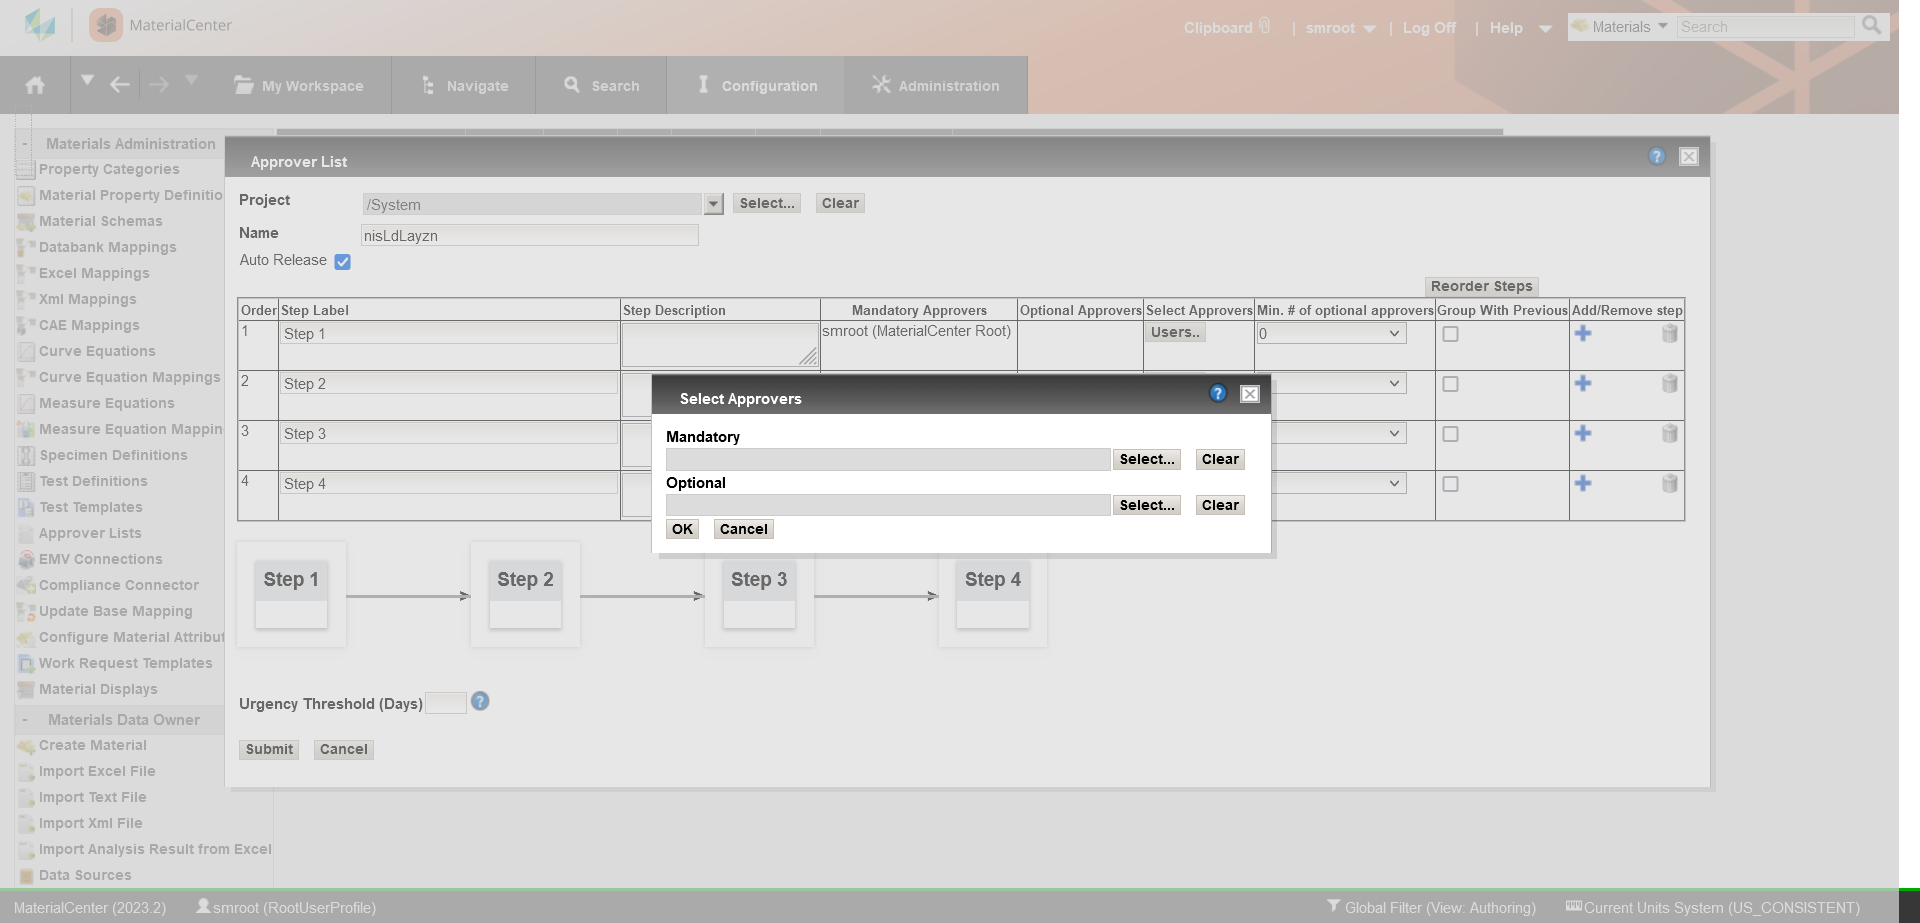 MaterialCenter
Clipboard | smroot | Log Off | Help Materials Search
My Workspace Navigate Search Configuration Administration
- Materials Administration
Property Categories
Material Property Definitio
Material Schemas
Databank Mappings
Excel Mappings
Xml Mappings
CAE Mappings
Curve Equations
Curve Equation Mappings
Measure Equations
Measure Equation Mappin
Specimen Definitions
Test Definitions
Test Templates
Approver Lists
EMV Connections
Compliance Connector
Update Base Mapping
Configure Material Attribut
Work Request Templates
Material Displays
- Materials Data Owner
Create Material
Import Excel File
Import Text File
Import Xml File
Import Analysis Result from Excel
Data Sources
Approver List ?
Project /System Select... Clear
Name nisLdLayzn
Auto Release
Reorder Steps
Order Step Label Step Description Mandatory Approvers Optional Approvers Select Approvers Min. # of optional approvers Group With Previous Add/Remove step
1 Step 1 smroot (MaterialCenter Root) Users.. 0
2 Step 2
3 Step 3
4 Step 4
Select Approvers ?
Mandatory
Select... Clear
Optional
Select... Clear
OK Cancel
Step 1 Step 2 Step 3 Step 4
Urgency Threshold (Days) ?
Submit Cancel
MaterialCenter (2023.2) smroot (RootUserProfile) Global Filter (View: Authoring) Current Units System (US_CONSISTENT)